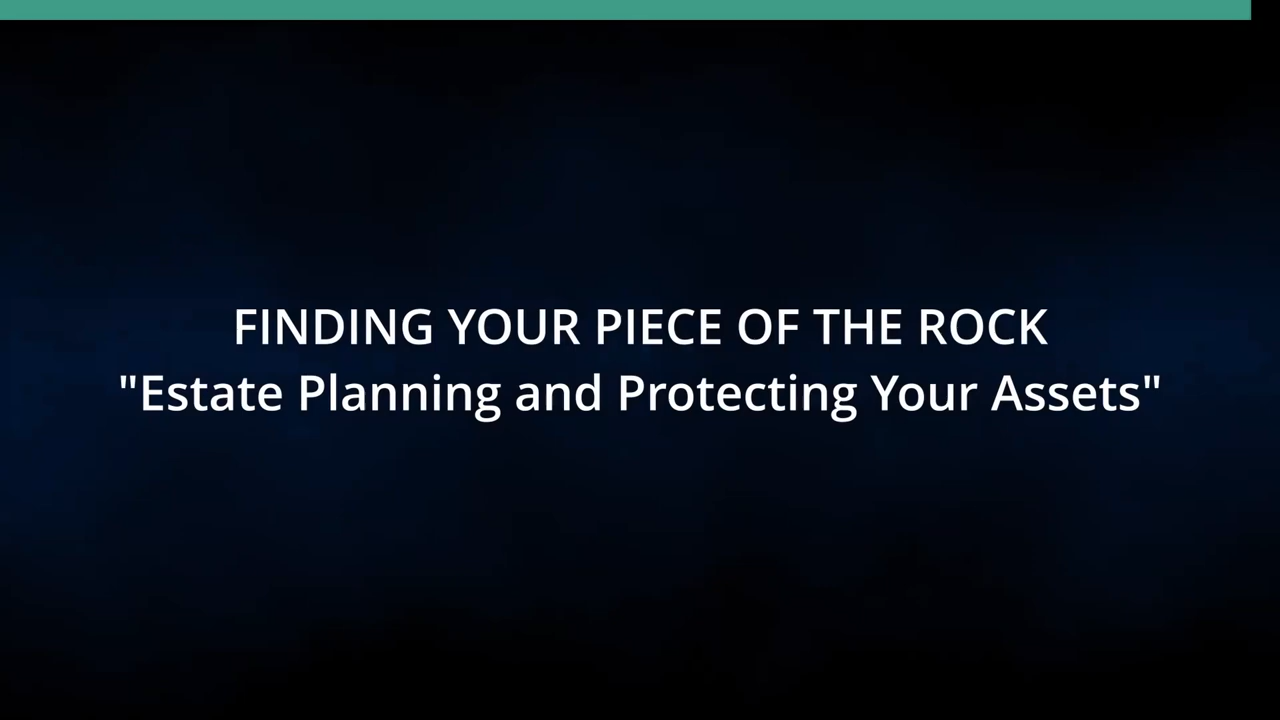 FINDING YOUR PIECE OF THE ROCK
"Estate Planning and Protecting Your Assets"